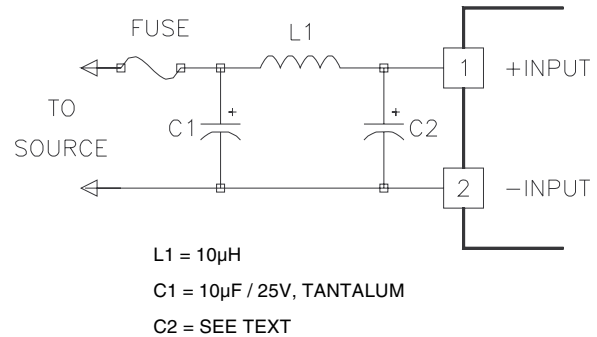 FUSE
L1
1
+INPUT
TO
SOURCE
C1
+
+
C2
2
−INPUT
L1 = 10µH
C1 = 10µF / 25V, TANTALUM
C2 = SEE TEXT